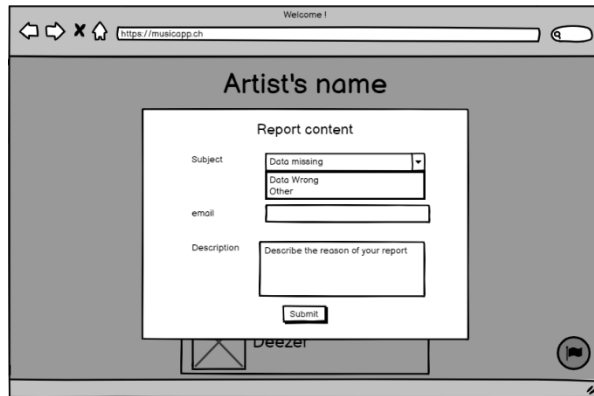 Welcome !
https://musicapp.ch
Artist's name
Report content
Subject
Data missing
Data Wrong
Other
email
Description
Describe the reason of your report
Submit
Deezer